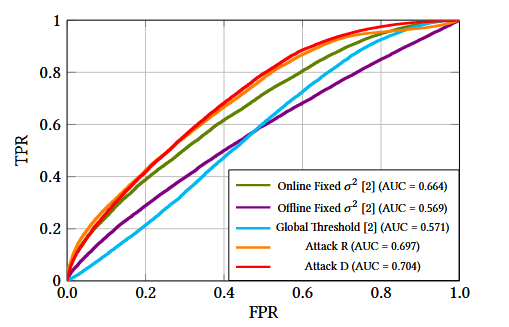 1
0.8
0.6
0.4
0.2
0
TPR
0.0 0.2 0.4 0.6 0.8 1.0
FPR
Online Fixed σ² [2] (AUC = 0.664)
Offline Fixed σ² [2] (AUC = 0.569)
Global Threshold [2] (AUC = 0.571)
Attack R (AUC = 0.697)
Attack D (AUC = 0.704)